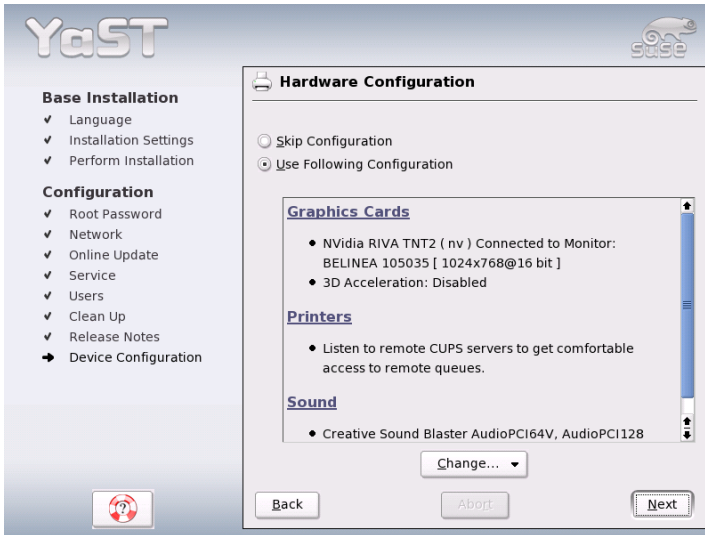 YaST
SUSE
Base Installation
Language
Installation Settings
Perform Installation
Configuration
Root Password
Network
Online Update
Service
Users
Clean Up
Release Notes
Device Configuration
Hardware Configuration
Skip Configuration
Use Following Configuration
Graphics Cards
NVidia RIVA TNT2 ( nv ) Connected to Monitor:
BELINEA 105035 [ 1024x768@16 bit ]
3D Acceleration: Disabled
Printers
Listen to remote CUPS servers to get comfortable
access to remote queues.
Sound
Creative Sound Blaster AudioPCI64V, AudioPCI128
Change...
Back
Abort
Next